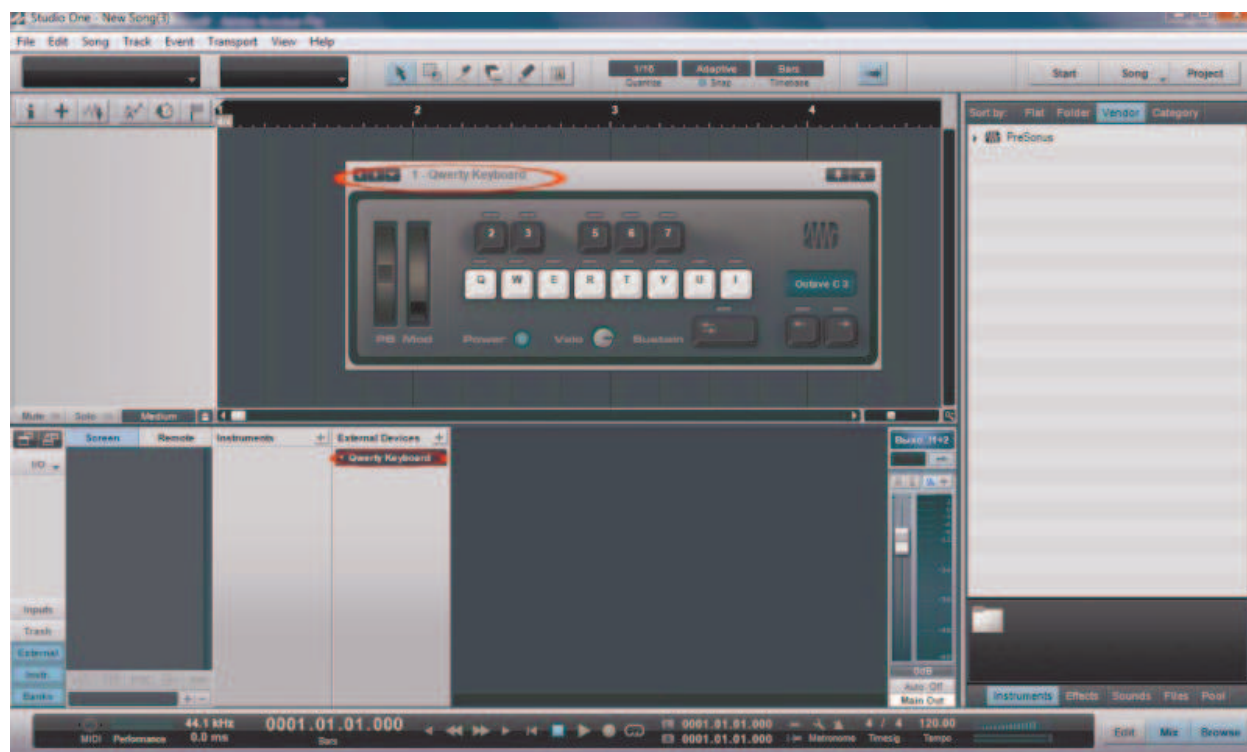 Studio One - New Song(3)
File Edit Song Track Event Transport View Help
1/16 Adaptive Bars
Quantize Snap Timebase
Start Song Project
2 3 4
Sort by: Flat Folder Vendor Category
PreSonus
1 - Qwerty Keyboard
2 3 5 6 7
Q W E R T Y U I
Octave C 3
PB Mod Power Velo Sustain
Mute Solo Medium
Screen Remote Instruments External Devices
I/O
Qwerty Keyboard
Inputs
Trash
External
Instr.
Banks
0dB
Auto: Off
Main Out
Instruments Effects Sounds Files Pool
MIDI Performance
44.1 kHz
0.0 ms
0001.01.01.000
Bars
0001.01.01.000
0001.01.01.000
Metronome
4 / 4
Timesig
120.00
Tempo
Edit Mix Browse